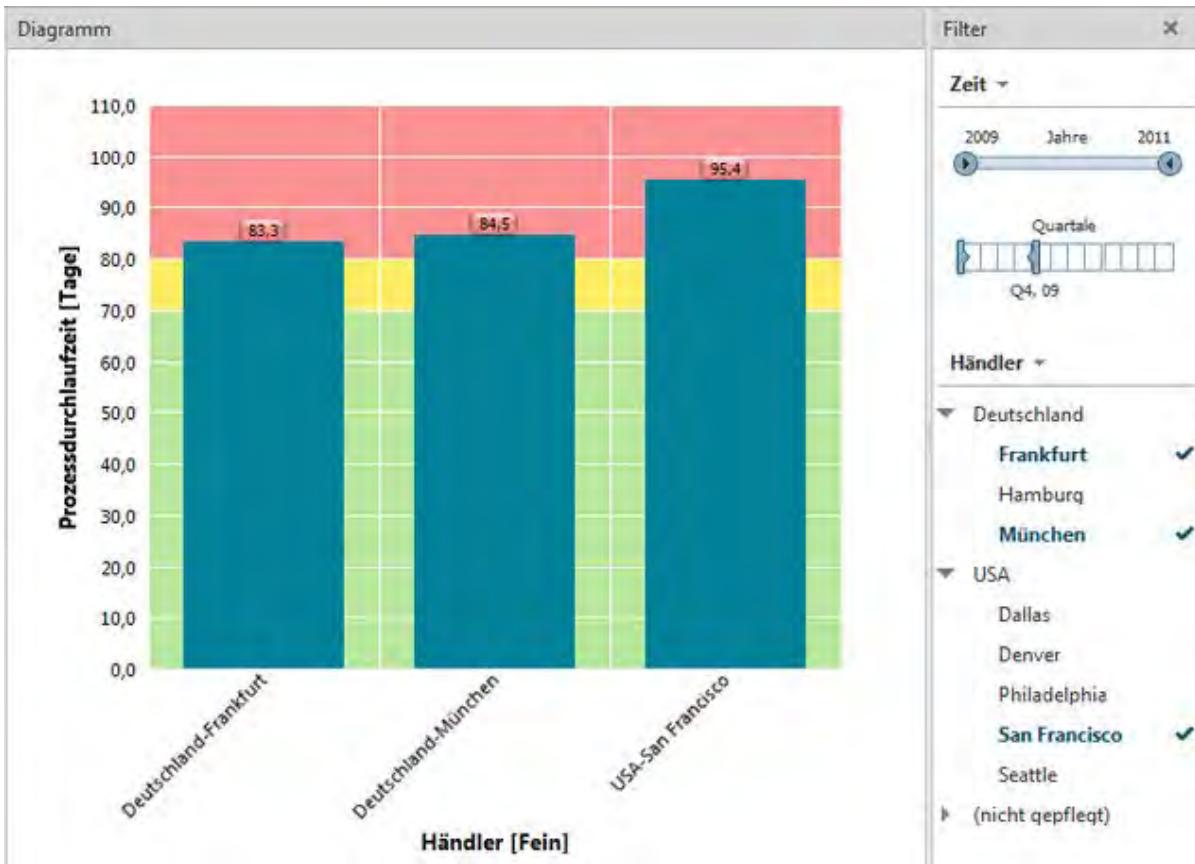 Diagramm
110,0
100,0
90,0
80,0
70,0
60,0
50,0
40,0
30,0
20,0
10,0
0,0
Prozessdurchlaufzeit [Tage]
83,3
84,5
95,4
Deutschland-Frankfurt
Deutschland-München
USA-San Francisco
Händler [Fein]
Filter
Zeit
2009 Jahre 2011
Quartale
Q4, 09
Händler
Deutschland
Frankfurt
Hamburg
München
USA
Dallas
Denver
Philadelphia
San Francisco
Seattle
(nicht gepflegt)